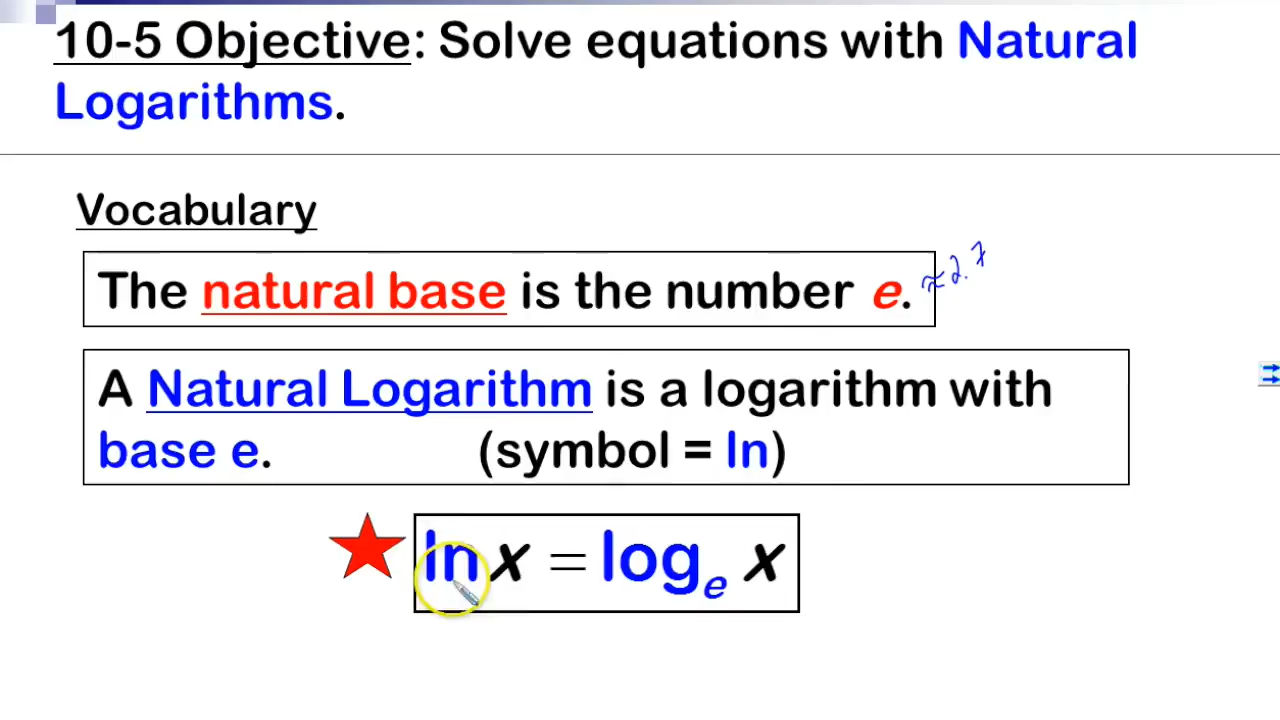 10-5 Objective: Solve equations with Natural
Logarithms.
Vocabulary
The natural base is the number e. ≈2.7
A Natural Logarithm is a logarithm with
base e. (symbol = ln)
ln x = logₑ x